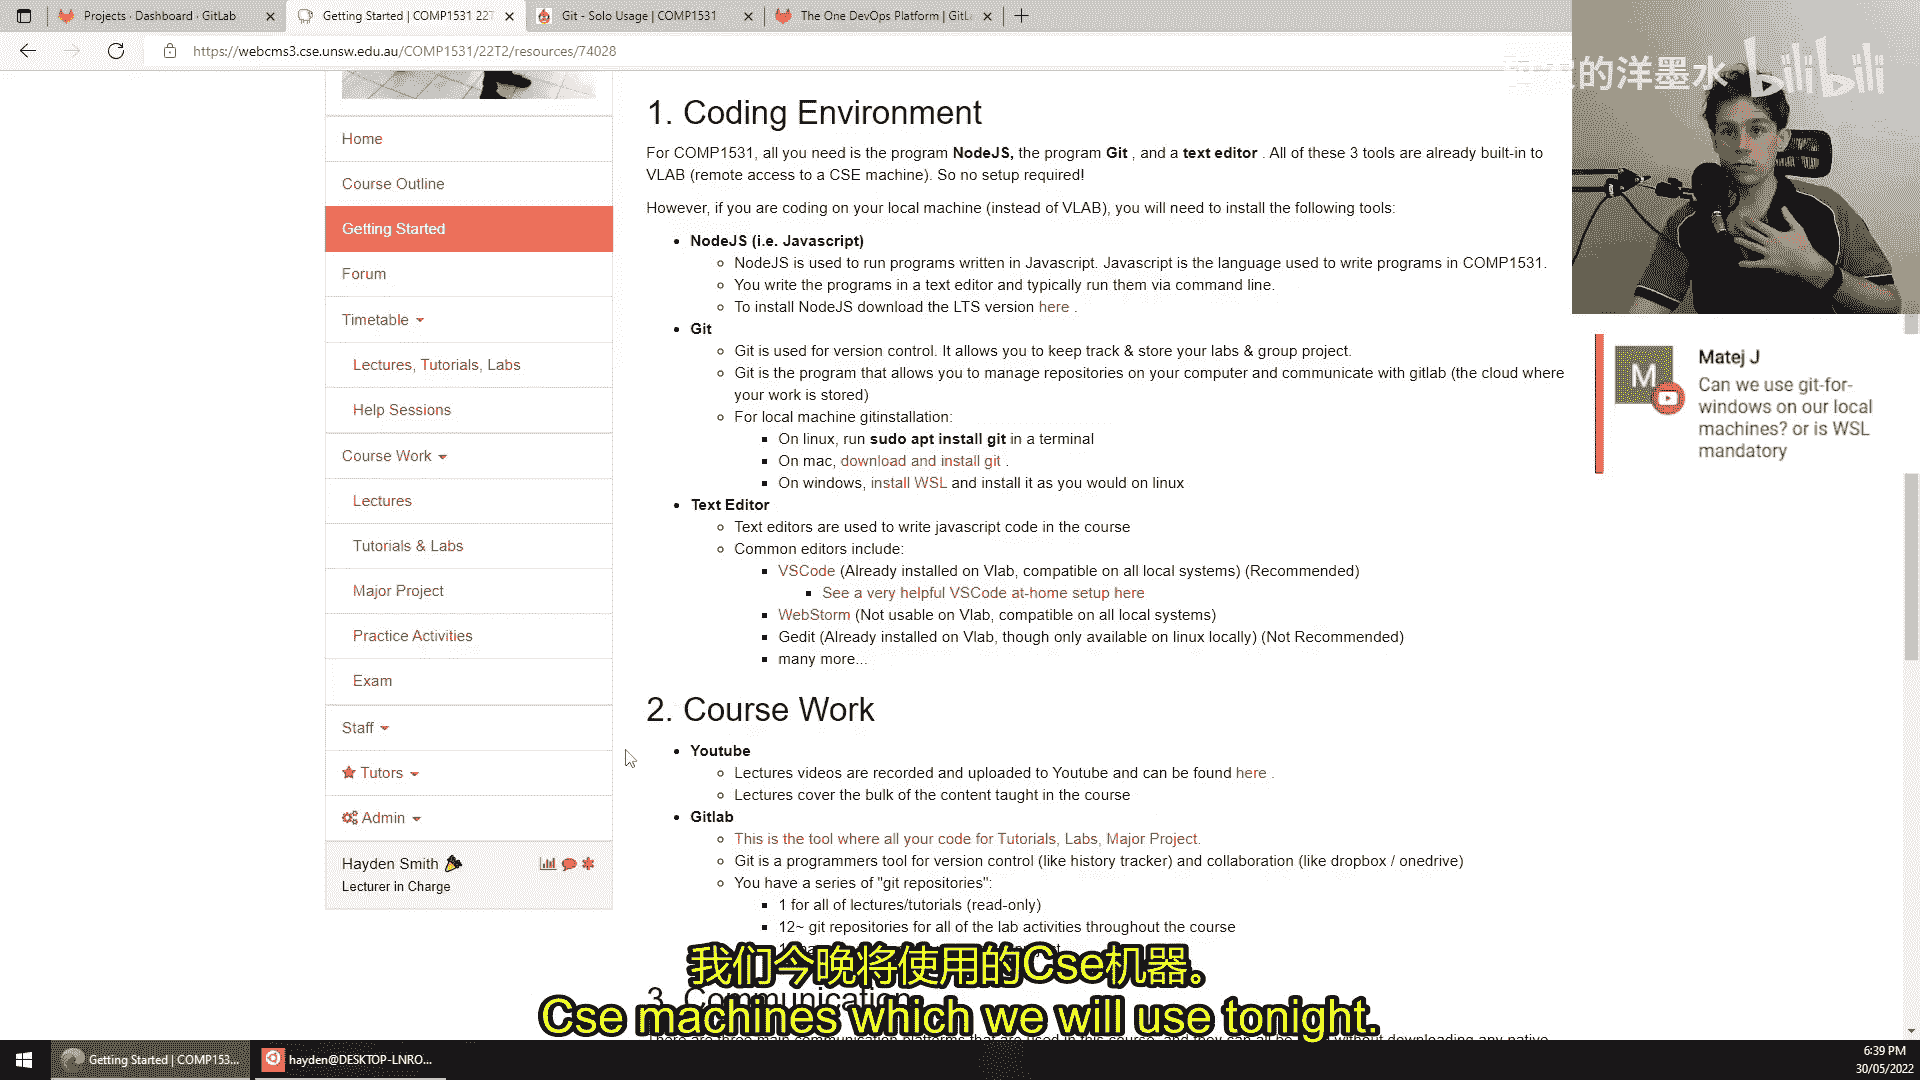 Projects · Dashboard · GitLab
Getting Started | COMP1531 22T
Git - Solo Usage | COMP1531
The One DevOps Platform | GitL
https://webcms3.cse.unsw.edu.au/COMP1531/22T2/resources/74028
的洋墨水 bilibili
Home
Course Outline
Getting Started
Forum
Timetable
Lectures, Tutorials, Labs
Help Sessions
Course Work
Lectures
Tutorials & Labs
Major Project
Practice Activities
Exam
Staff
Tutors
Admin
Hayden Smith
Lecturer in Charge
1. Coding Environment
For COMP1531, all you need is the program NodeJS, the program Git , and a text editor . All of these 3 tools are already built-in to
VLAB (remote access to a CSE machine). So no setup required!
However, if you are coding on your local machine (instead of VLAB), you will need to install the following tools:
NodeJS (i.e. Javascript)
NodeJS is used to run programs written in Javascript. Javascript is the language used to write programs in COMP1531.
You write the programs in a text editor and typically run them via command line.
To install NodeJS download the LTS version here .
Git
Git is used for version control. It allows you to keep track & store your labs & group project.
Git is the program that allows you to manage repositories on your computer and communicate with gitlab (the cloud where
your work is stored)
For local machine gitinstallation:
On linux, run sudo apt install git in a terminal
On mac, download and install git .
On windows, install WSL and install it as you would on linux
Text Editor
Text editors are used to write javascript code in the course
Common editors include:
VSCode (Already installed on Vlab, compatible on all local systems) (Recommended)
See a very helpful VSCode at-home setup here
WebStorm (Not usable on Vlab, compatible on all local systems)
Gedit (Already installed on Vlab, though only available on linux locally) (Not Recommended)
many more...
2. Course Work
Youtube
Lectures videos are recorded and uploaded to Youtube and can be found here .
Lectures cover the bulk of the content taught in the course
Gitlab
This is the tool where all your code for Tutorials, Labs, Major Project.
Git is a programmers tool for version control (like history tracker) and collaboration (like dropbox / onedrive)
You have a series of "git repositories":
1 for all of lectures/tutorials (read-only)
12~ git repositories for all of the lab activities throughout the course
3. Communication
M
Matej J
Can we use git-for-
windows on our local
machines? or is WSL
mandatory
我们今晚将使用的Cse机器。
Cse machines which we will use tonight.
Getting Started | COMP153...
hayden@DESKTOP-LNRO...
6:39 PM
30/05/2022